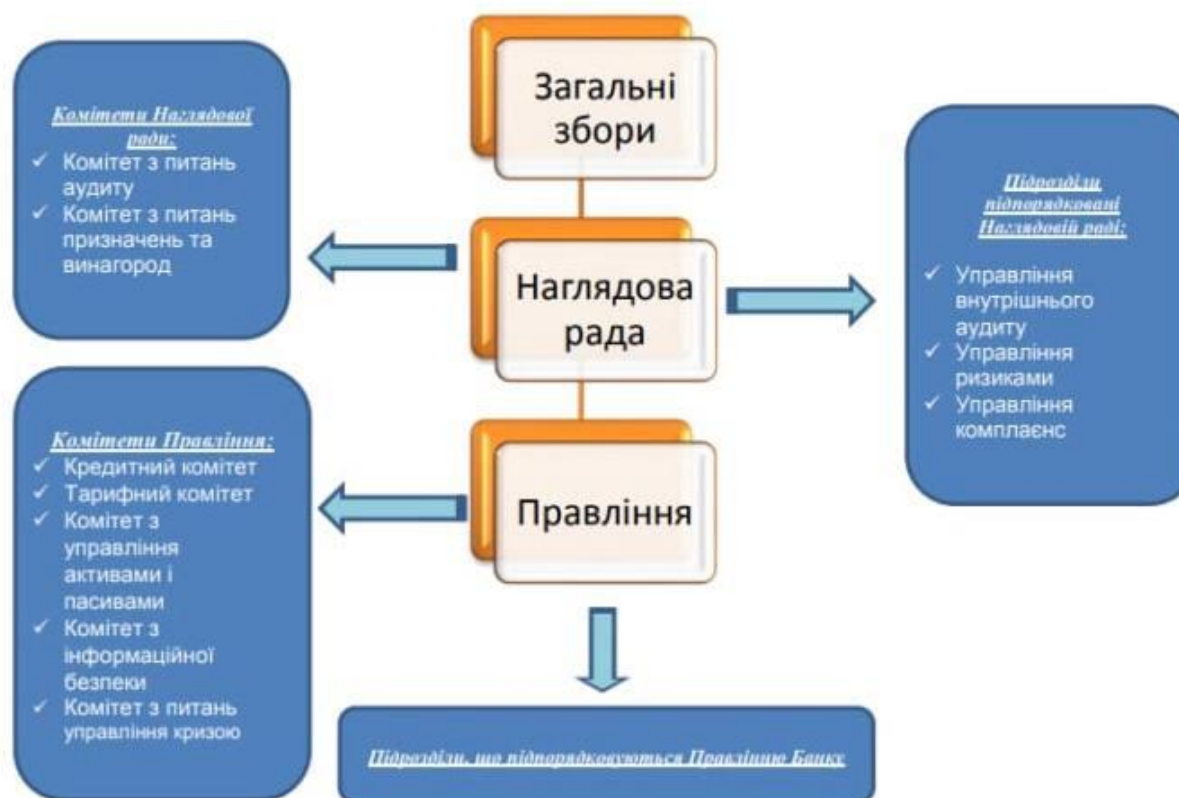 Загальні
збори
Комітети Наглядової
ради:
✓ Комітет з питань
аудиту
✓ Комітет з питань
призначень та
винагород
Наглядова
рада
Підрозділи
підпорядковані
Наглядовій раді:
✓ Управління
внутрішнього
аудиту
✓ Управління
ризиками
✓ Управління
комплаєнс
Комітети Правління:
✓ Кредитний комітет
✓ Тарифний комітет
✓ Комітет з
управління
активами і
пасивами
✓ Комітет з
інформаційної
безпеки
✓ Комітет з питань
управління кризою
Правління
Підрозділи, що підпорядковуються Правлінню Банку